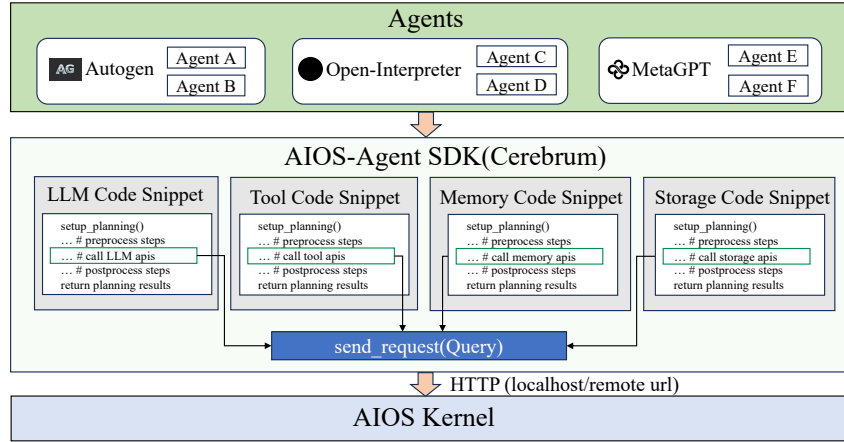 Agents
AG Autogen
Agent A
Agent B
Open-Interpreter
Agent C
Agent D
MetaGPT
Agent E
Agent F
AIOS-Agent SDK(Cerebrum)
LLM Code Snippet
setup_planning()
… # preprocess steps
… # call LLM apis
… # postprocess steps
return planning results
Tool Code Snippet
setup_planning()
… # preprocess steps
… # call tool apis
… # postprocess steps
return planning results
Memory Code Snippet
setup_planning()
… # preprocess steps
… # call memory apis
… # postprocess steps
return planning results
Storage Code Snippet
setup_planning()
… # preprocess steps
… # call storage apis
… # postprocess steps
return planning results
send_request(Query)
HTTP (localhost/remote url)
AIOS Kernel